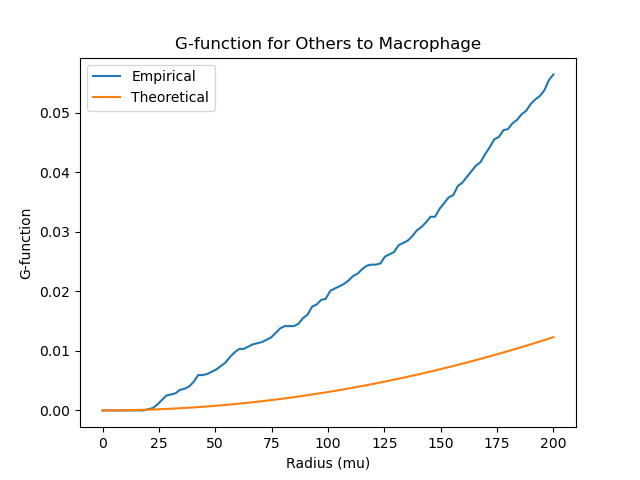 G-function for Others to Macrophage
Empirical
Theoretical
G-function
0.05
0.04
0.03
0.02
0.01
0.00
0 25 50 75 100 125 150 175 200
Radius (mu)